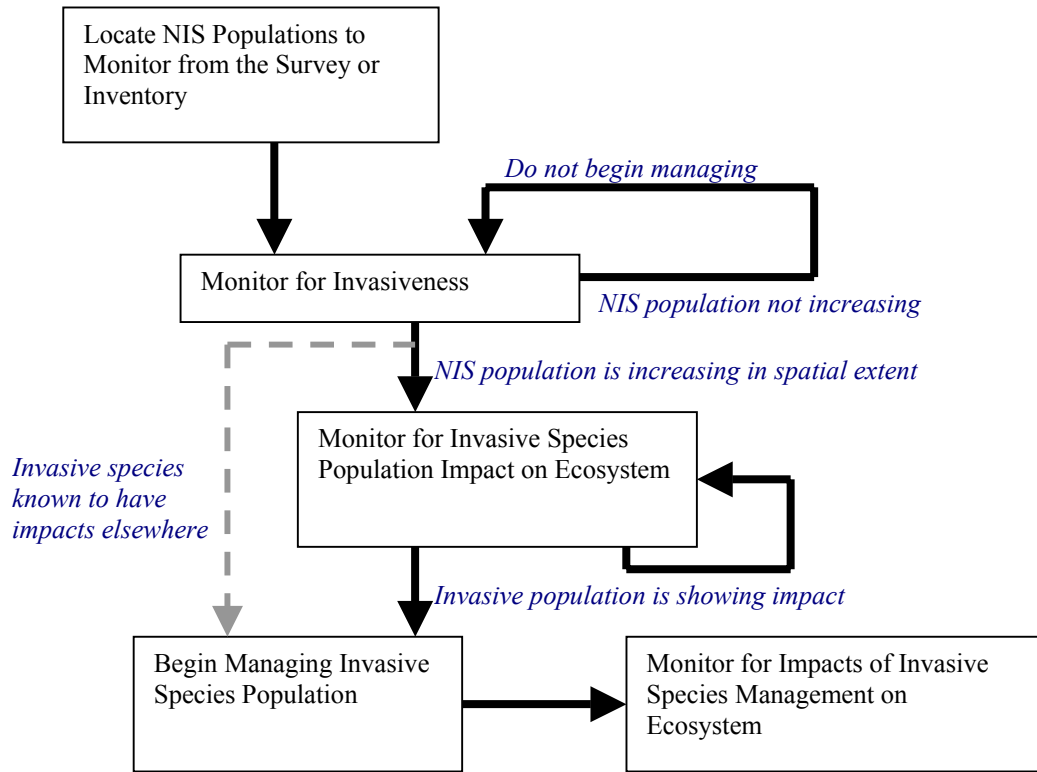 Locate NIS Populations to
Monitor from the Survey or
Inventory
Do not begin managing
Monitor for Invasiveness
NIS population not increasing
NIS population is increasing in spatial extent
Monitor for Invasive Species
Population Impact on Ecosystem
Invasive species
known to have
impacts elsewhere
Invasive population is showing impact
Begin Managing Invasive
Species Population
Monitor for Impacts of Invasive
Species Management on
Ecosystem